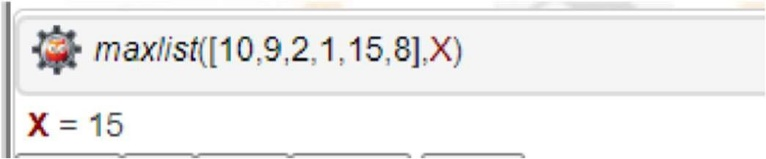 maxlist([10,9,2,1,15,8],X)
X = 15